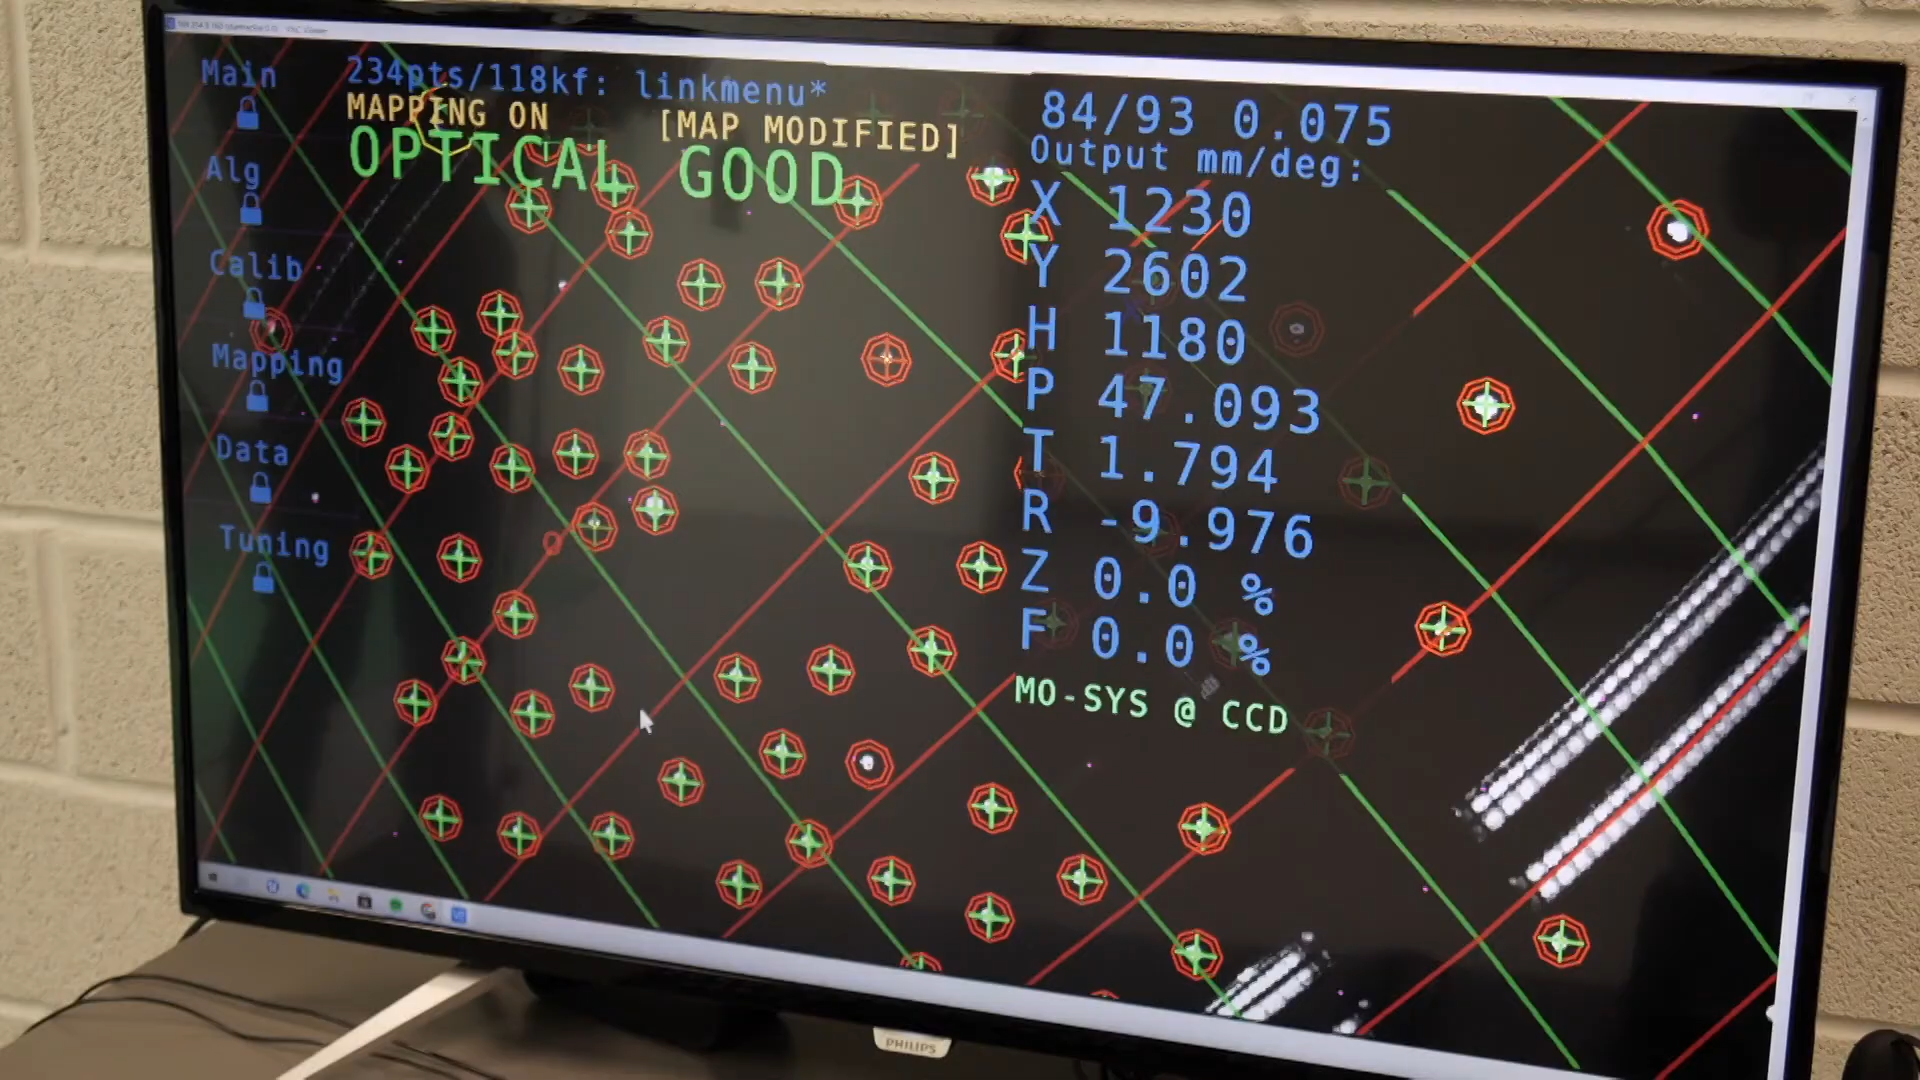 Main
Alg
Calib
Mapping
Data
Tuning
234pts/118kf: linkmenu*
MAPPING ON [MAP MODIFIED]
OPTICAL GOOD
84/93 0.075
Output mm/deg:
X 1230
Y 2602
H 1180
P 47.093
T 1.794
R -9.976
Z 0.0 %
F 0.0 %
MO-SYS @ CCD
PHILIPS